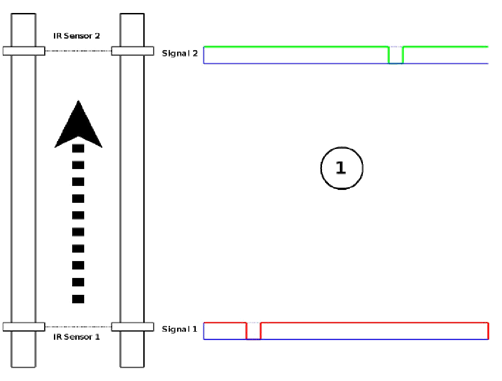 IR Sensor 2
Signal 2
1
Signal 1
IR Sensor 1